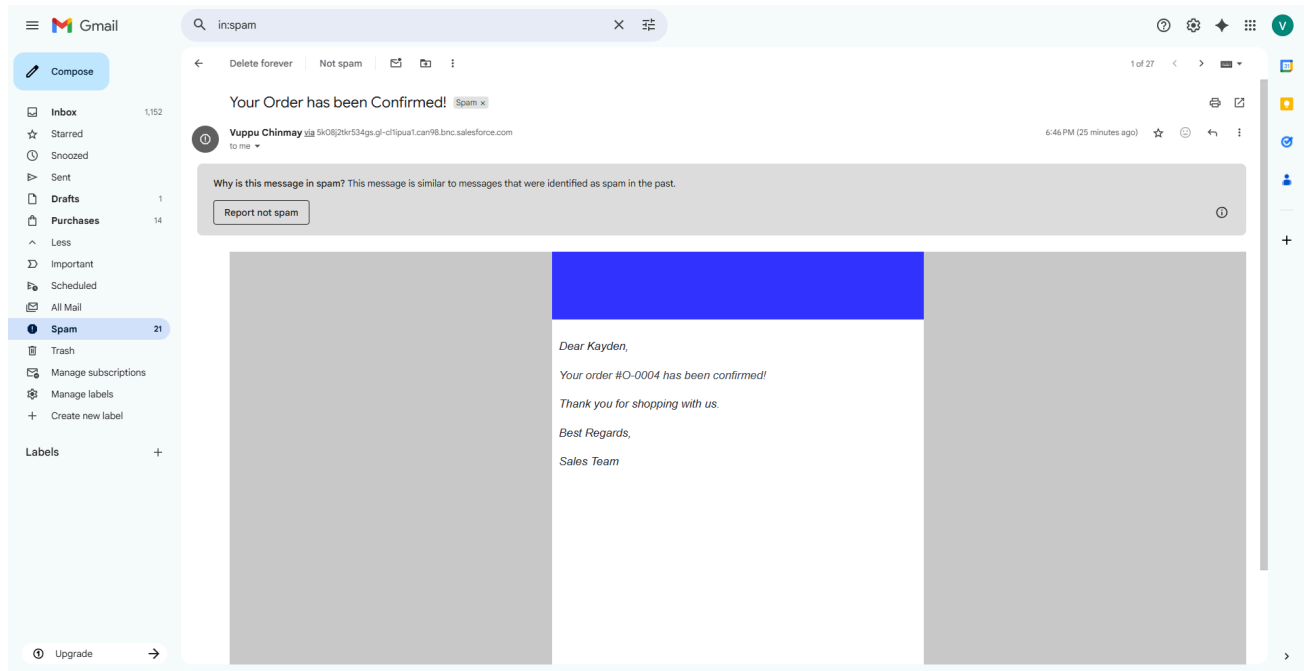 Gmail
in:spam
V
Compose
Inbox 1,152
Starred
Snoozed
Sent
Drafts 1
Purchases 14
Less
Important
Scheduled
All Mail
Spam 21
Trash
Manage subscriptions
Manage labels
Create new label
Labels
Upgrade
Delete forever Not spam 1 of 27
Your Order has been Confirmed! Spam x
Vuppu Chinmay via 5k08j2tkr534gs.gl-cl1ipua1.can98.bnc.salesforce.com 6:46 PM (25 minutes ago)
to me
Why is this message in spam? This message is similar to messages that were identified as spam in the past.
Report not spam
Dear Kayden,
Your order #O-0004 has been confirmed!
Thank you for shopping with us.
Best Regards,
Sales Team
31